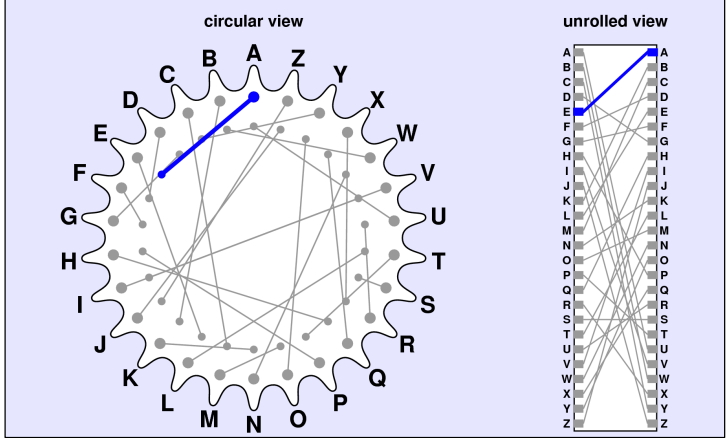 circular view
unrolled view
A
B
C
D
E
F
G
H
I
J
K
L
M
N
O
P
Q
R
S
T
U
V
W
X
Y
Z
A A
B B
C C
D D
E E
F F
G G
H H
I I
J J
K K
L L
M M
N N
O O
P P
Q Q
R R
S S
T T
U U
V V
W W
X X
Y Y
Z Z